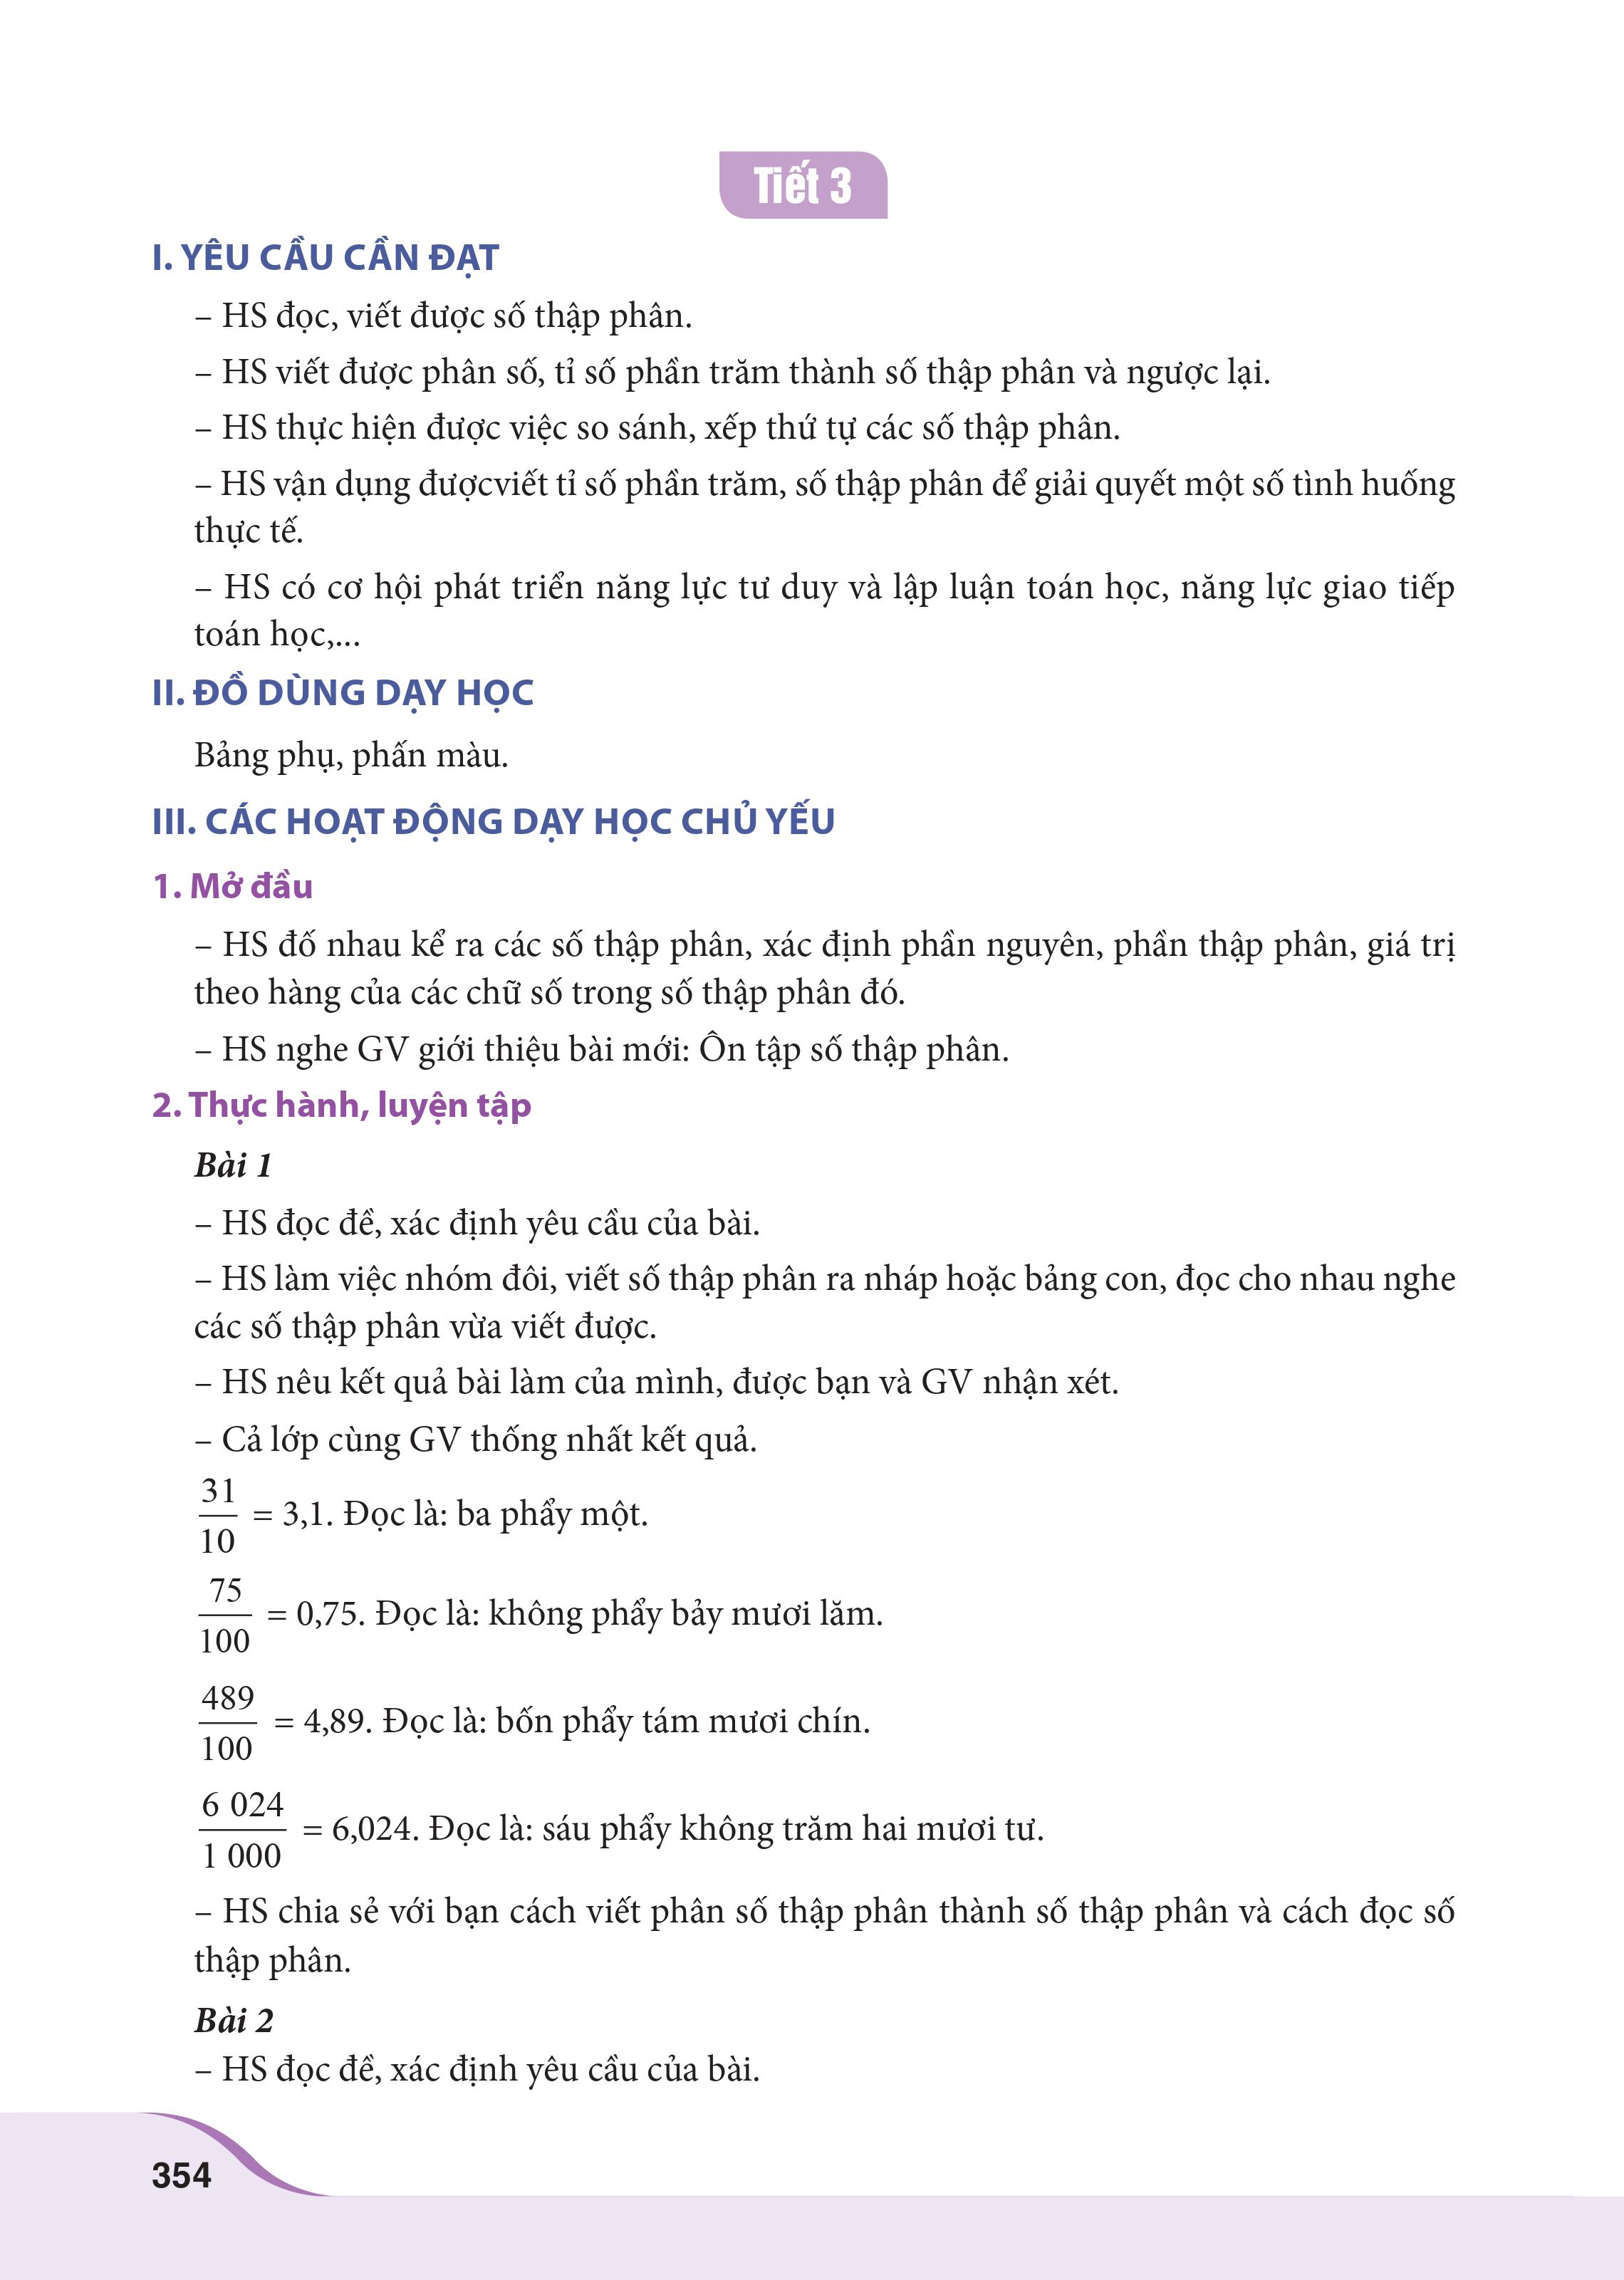 Tiết 3
I. YÊU CẦU CẦN ĐẠT
– HS đọc, viết được số thập phân.
– HS viết được phân số, tỉ số phần trăm thành số thập phân và ngược lại.
– HS thực hiện được việc so sánh, xếp thứ tự các số thập phân.
– HS vận dụng đượcviết tỉ số phần trăm, số thập phân để giải quyết một số tình huống
thực tế.
– HS có cơ hội phát triển năng lực tư duy và lập luận toán học, năng lực giao tiếp
toán học,...
II. ĐỒ DÙNG DẠY HỌC
Bảng phụ, phấn màu.
III. CÁC HOẠT ĐỘNG DẠY HỌC CHỦ YẾU
1. Mở đầu
– HS đố nhau kể ra các số thập phân, xác định phần nguyên, phần thập phân, giá trị
theo hàng của các chữ số trong số thập phân đó.
– HS nghe GV giới thiệu bài mới: Ôn tập số thập phân.
2. Thực hành, luyện tập
Bài 1
– HS đọc đề, xác định yêu cầu của bài.
– HS làm việc nhóm đôi, viết số thập phân ra nháp hoặc bảng con, đọc cho nhau nghe
các số thập phân vừa viết được.
– HS nêu kết quả bài làm của mình, được bạn và GV nhận xét.
– Cả lớp cùng GV thống nhất kết quả.
31/10 = 3,1. Đọc là: ba phẩy một.
75/100 = 0,75. Đọc là: không phẩy bảy mươi lăm.
489/100 = 4,89. Đọc là: bốn phẩy tám mươi chín.
6 024/1 000 = 6,024. Đọc là: sáu phẩy không trăm hai mươi tư.
– HS chia sẻ với bạn cách viết phân số thập phân thành số thập phân và cách đọc số
thập phân.
Bài 2
– HS đọc đề, xác định yêu cầu của bài.
354